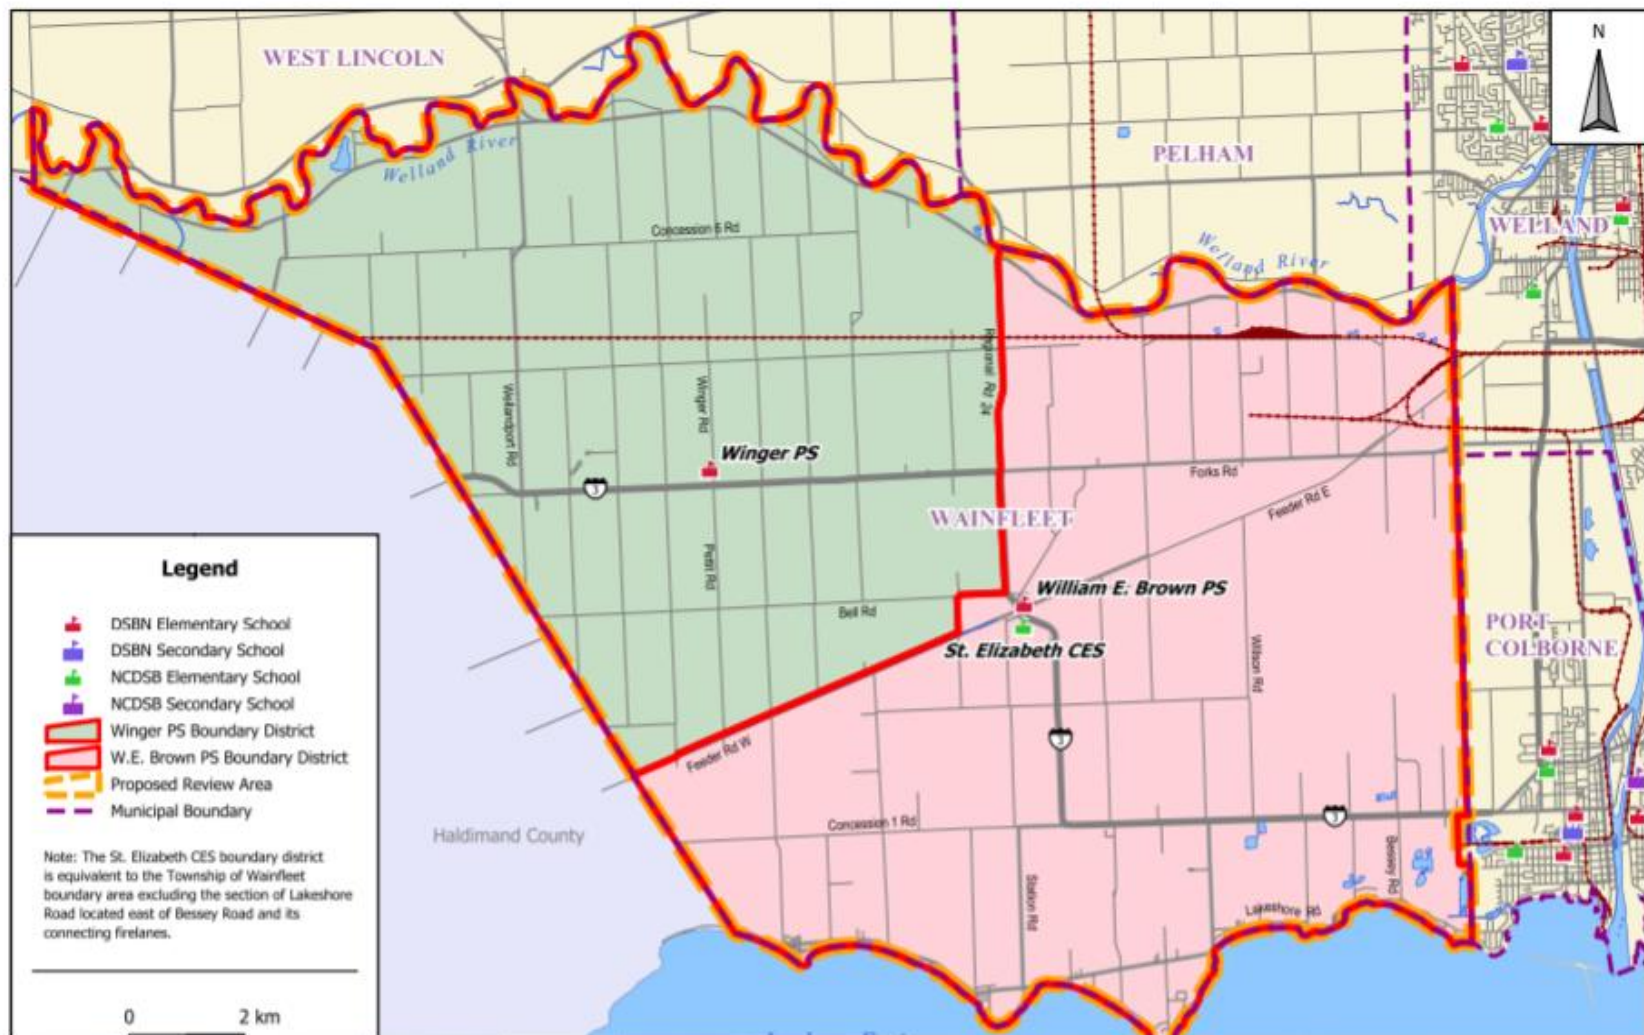 WEST LINCOLN
N
Welland River
PELHAM
WELLAND
Concession 6 Rd
Welland River
Regional Rd 24
Wellandport Rd
Winger Rd
Winger PS
3
Forks Rd
Feeder Rd E
WAINFLEET
Pettit Rd
William E. Brown PS
Bell Rd
St. Elizabeth CES
Willson Rd
PORT
COLBORNE
3
Feeder Rd W
Concession 1 Rd
3
Haldimand County
Bessey Rd
Station Rd
Lakeshore Rd
Legend
DSBN Elementary School
DSBN Secondary School
NCDSB Elementary School
NCDSB Secondary School
Winger PS Boundary District
W.E. Brown PS Boundary District
Proposed Review Area
Municipal Boundary
Note: The St. Elizabeth CES boundary district
is equivalent to the Township of Wainfleet
boundary area excluding the section of Lakeshore
Road located east of Bessey Road and its
connecting firelanes.
0 2 km